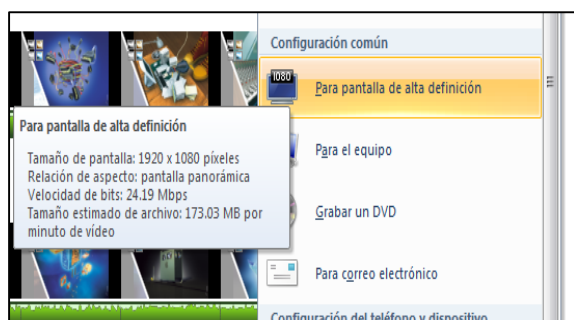 Configuración común
1080
Para pantalla de alta definición
Para pantalla de alta definición
Tamaño de pantalla: 1920 x 1080 píxeles
Relación de aspecto: pantalla panorámica
Velocidad de bits: 24.19 Mbps
Tamaño estimado de archivo: 173.03 MB por
minuto de vídeo
Para el equipo
Grabar un DVD
Para correo electrónico
Configuración del teléfono y dispositivo